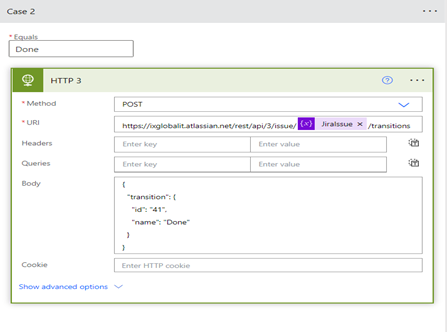 Case 2
* Equals
Done
HTTP 3
* Method POST
* URI https://ixglobalit.atlassian.net/rest/api/3/issue/ {x} JiraIssue × /transitions
Headers Enter key Enter value
Queries Enter key Enter value
Body {
"transition": {
"id": "41",
"name": "Done"
}
}
Cookie Enter HTTP cookie
Show advanced options